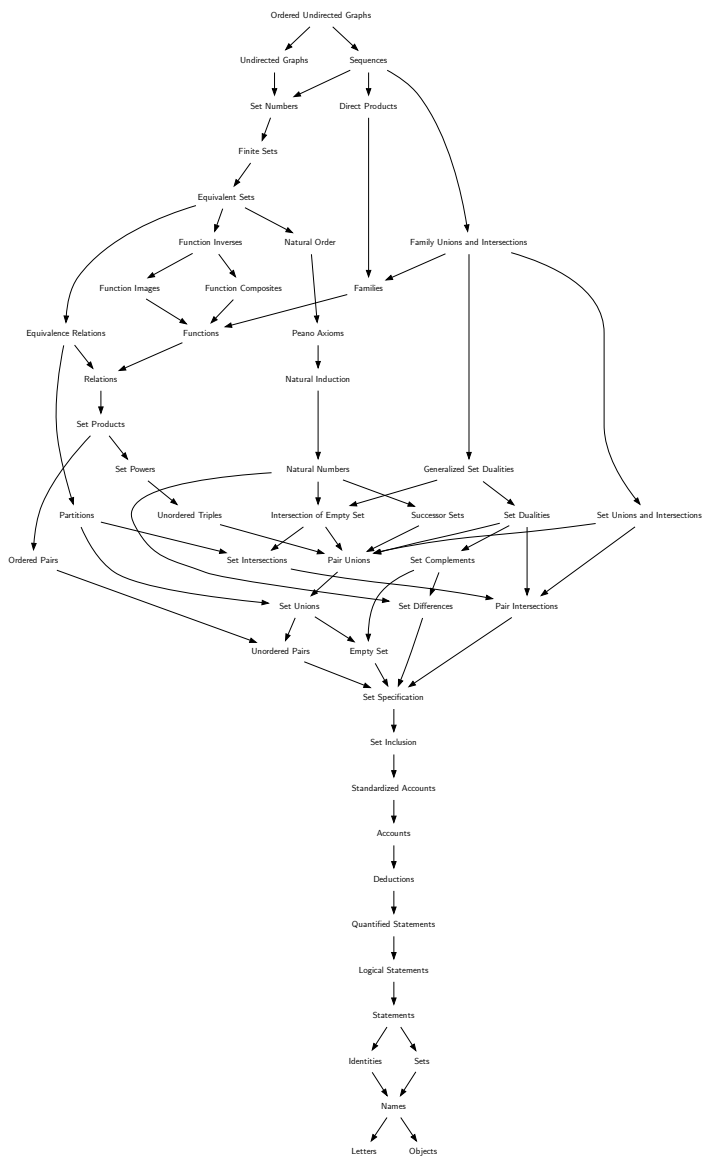 Ordered Undirected Graphs
Undirected Graphs
Sequences
Set Numbers
Direct Products
Finite Sets
Equivalent Sets
Function Inverses
Natural Order
Family Unions and Intersections
Function Images
Function Composites
Families
Equivalence Relations
Functions
Peano Axioms
Relations
Natural Induction
Set Products
Set Powers
Natural Numbers
Generalized Set Dualities
Partitions
Unordered Triples
Intersection of Empty Set
Successor Sets
Set Dualities
Set Unions and Intersections
Ordered Pairs
Set Intersections
Pair Unions
Set Complements
Set Unions
Set Differences
Pair Intersections
Unordered Pairs
Empty Set
Set Specification
Set Inclusion
Standardized Accounts
Accounts
Deductions
Quantified Statements
Logical Statements
Statements
Identities
Sets
Names
Letters
Objects